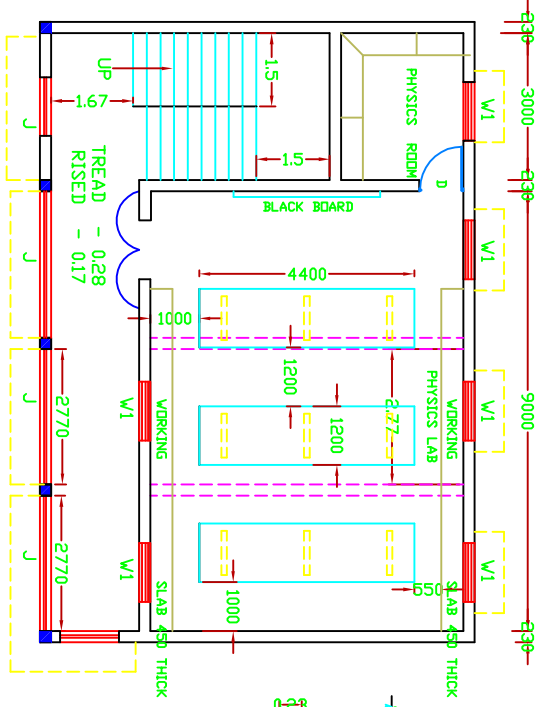 230
3000
230
9000
230
W1
W1
W1
W1
PHYSICS ROOM
D
UP
1.5
1.5
1.67
TREAD - 0.28
RISED - 0.17
BLACK BOARD
4400
1000
1200
1200
2.77
PHYSICS LAB
WORKING
WORKING
SLAB 450 THICK
SLAB 450 THICK
550
1000
W1
W1
2770
2770
J
J
J
J